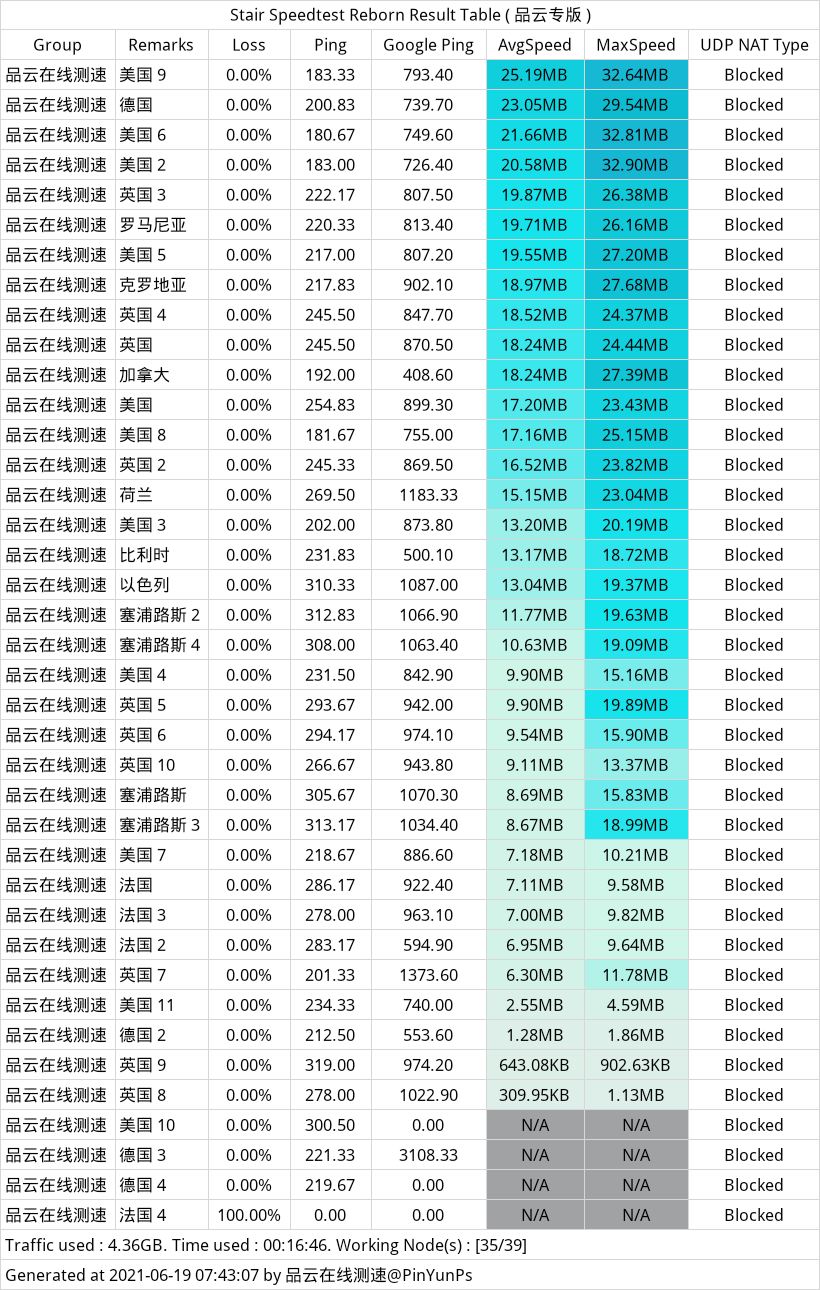 Stair Speedtest Reborn Result Table ( 品云专版 )
Group Remarks Loss Ping Google Ping AvgSpeed MaxSpeed UDP NAT Type
品云在线测速 美国 9 0.00% 183.33 793.40 25.19MB 32.64MB Blocked
品云在线测速 德国 0.00% 200.83 739.70 23.05MB 29.54MB Blocked
品云在线测速 美国 6 0.00% 180.67 749.60 21.66MB 32.81MB Blocked
品云在线测速 美国 2 0.00% 183.00 726.40 20.58MB 32.90MB Blocked
品云在线测速 英国 3 0.00% 222.17 807.50 19.87MB 26.38MB Blocked
品云在线测速 罗马尼亚 0.00% 220.33 813.40 19.71MB 26.16MB Blocked
品云在线测速 美国 5 0.00% 217.00 807.20 19.55MB 27.20MB Blocked
品云在线测速 克罗地亚 0.00% 217.83 902.10 18.97MB 27.68MB Blocked
品云在线测速 英国 4 0.00% 245.50 847.70 18.52MB 24.37MB Blocked
品云在线测速 英国 0.00% 245.50 870.50 18.24MB 24.44MB Blocked
品云在线测速 加拿大 0.00% 192.00 408.60 18.24MB 27.39MB Blocked
品云在线测速 美国 0.00% 254.83 899.30 17.20MB 23.43MB Blocked
品云在线测速 美国 8 0.00% 181.67 755.00 17.16MB 25.15MB Blocked
品云在线测速 英国 2 0.00% 245.33 869.50 16.52MB 23.82MB Blocked
品云在线测速 荷兰 0.00% 269.50 1183.33 15.15MB 23.04MB Blocked
品云在线测速 美国 3 0.00% 202.00 873.80 13.20MB 20.19MB Blocked
品云在线测速 比利时 0.00% 231.83 500.10 13.17MB 18.72MB Blocked
品云在线测速 以色列 0.00% 310.33 1087.00 13.04MB 19.37MB Blocked
品云在线测速 塞浦路斯 2 0.00% 312.83 1066.90 11.77MB 19.63MB Blocked
品云在线测速 塞浦路斯 4 0.00% 308.00 1063.40 10.63MB 19.09MB Blocked
品云在线测速 美国 4 0.00% 231.50 842.90 9.90MB 15.16MB Blocked
品云在线测速 英国 5 0.00% 293.67 942.00 9.90MB 19.89MB Blocked
品云在线测速 英国 6 0.00% 294.17 974.10 9.54MB 15.90MB Blocked
品云在线测速 英国 10 0.00% 266.67 943.80 9.11MB 13.37MB Blocked
品云在线测速 塞浦路斯 0.00% 305.67 1070.30 8.69MB 15.83MB Blocked
品云在线测速 塞浦路斯 3 0.00% 313.17 1034.40 8.67MB 18.99MB Blocked
品云在线测速 美国 7 0.00% 218.67 886.60 7.18MB 10.21MB Blocked
品云在线测速 法国 0.00% 286.17 922.40 7.11MB 9.58MB Blocked
品云在线测速 法国 3 0.00% 278.00 963.10 7.00MB 9.82MB Blocked
品云在线测速 法国 2 0.00% 283.17 594.90 6.95MB 9.64MB Blocked
品云在线测速 英国 7 0.00% 201.33 1373.60 6.30MB 11.78MB Blocked
品云在线测速 美国 11 0.00% 234.33 740.00 2.55MB 4.59MB Blocked
品云在线测速 德国 2 0.00% 212.50 553.60 1.28MB 1.86MB Blocked
品云在线测速 英国 9 0.00% 319.00 974.20 643.08KB 902.63KB Blocked
品云在线测速 英国 8 0.00% 278.00 1022.90 309.95KB 1.13MB Blocked
品云在线测速 美国 10 0.00% 300.50 0.00 N/A N/A Blocked
品云在线测速 德国 3 0.00% 221.33 3108.33 N/A N/A Blocked
品云在线测速 德国 4 0.00% 219.67 0.00 N/A N/A Blocked
品云在线测速 法国 4 100.00% 0.00 0.00 N/A N/A Blocked
Traffic used : 4.36GB. Time used : 00:16:46. Working Node(s) : [35/39]
Generated at 2021-06-19 07:43:07 by 品云在线测速@PinYunPs